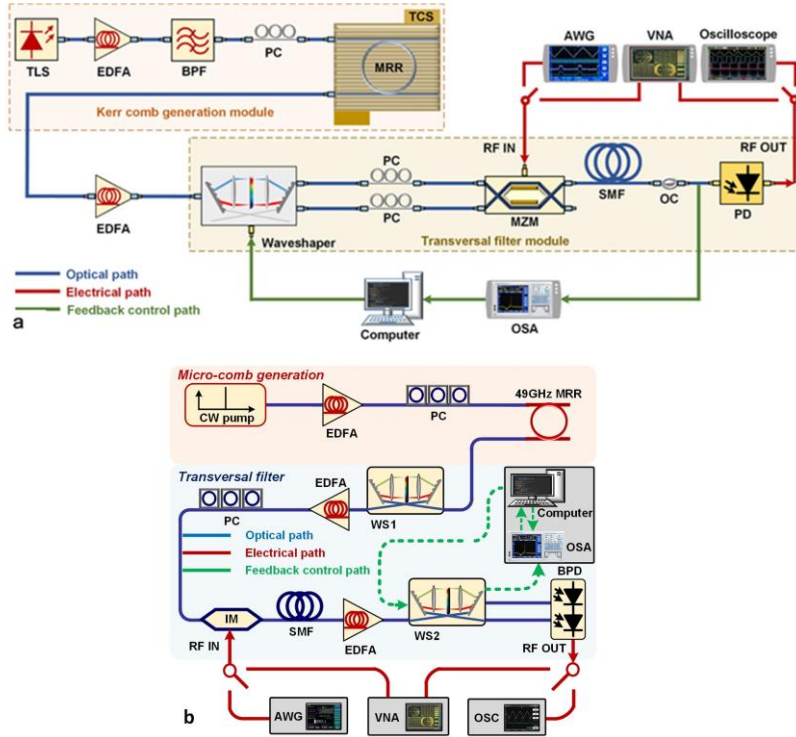 TCS
TLS
EDFA
BPF
PC
MRR
Kerr comb generation module
AWG
VNA
Oscilloscope
RF IN
RF OUT
EDFA
Waveshaper
PC
PC
MZM
SMF
OC
PD
Transversal filter module
Optical path
Electrical path
Feedback control path
Computer
OSA
a
Micro-comb generation
CW pump
EDFA
PC
49GHz MRR
Transversal filter
PC
EDFA
WS1
Computer
OSA
Optical path
Electrical path
Feedback control path
BPD
IM
SMF
EDFA
WS2
RF IN
RF OUT
b
AWG
VNA
OSC